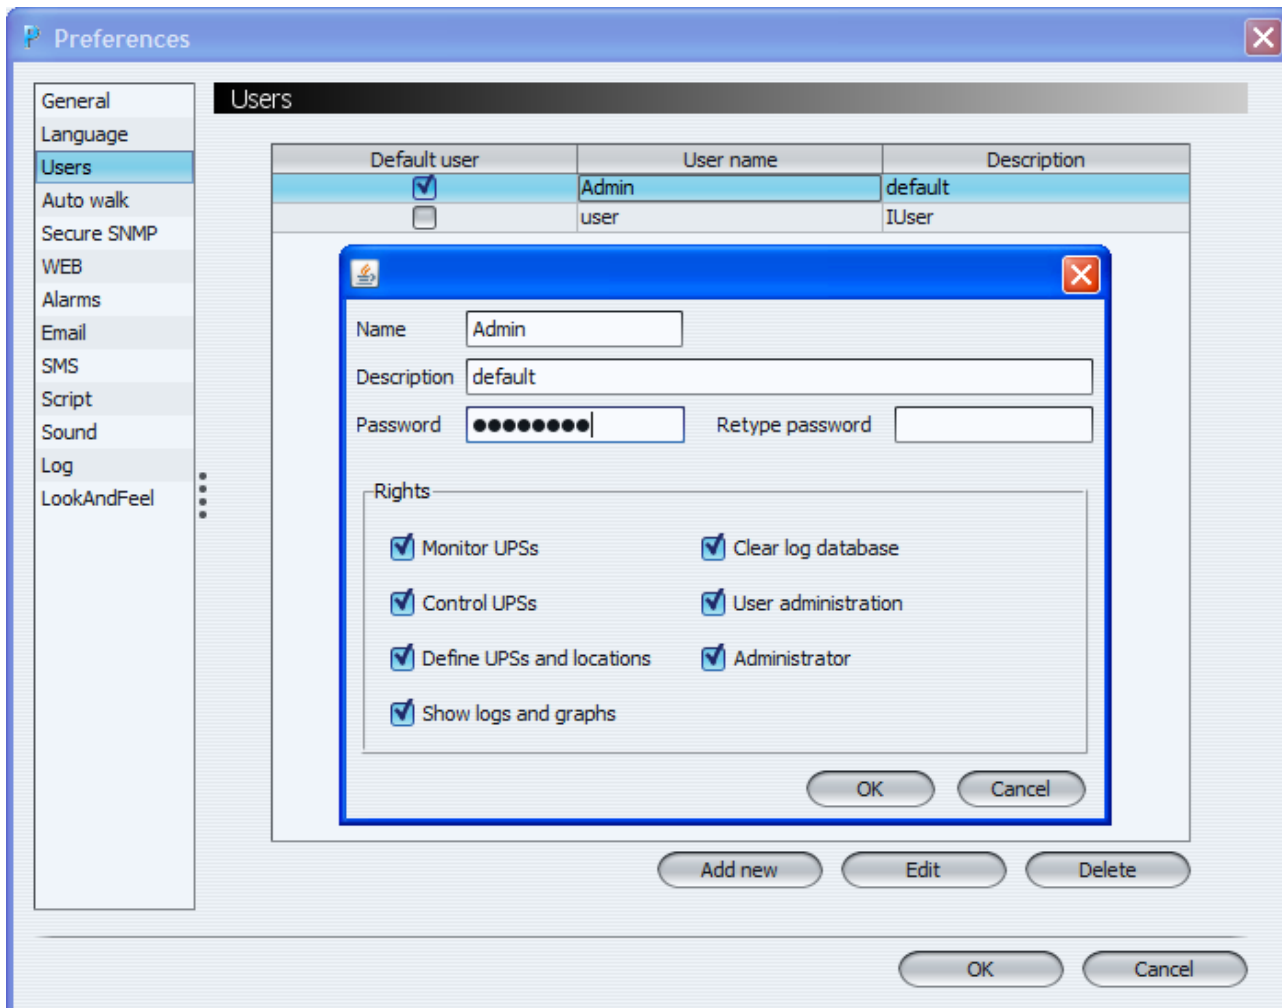 Preferences
General
Language
Users
Auto walk
Secure SNMP
WEB
Alarms
Email
SMS
Script
Sound
Log
LookAndFeel
Users
Default user User name Description
Admin default
user IUser
Name Admin
Description default
Password ●●●●●●●● Retype password
Rights
Monitor UPSs Clear log database
Control UPSs User administration
Define UPSs and locations Administrator
Show logs and graphs
OK Cancel
Add new Edit Delete
OK Cancel